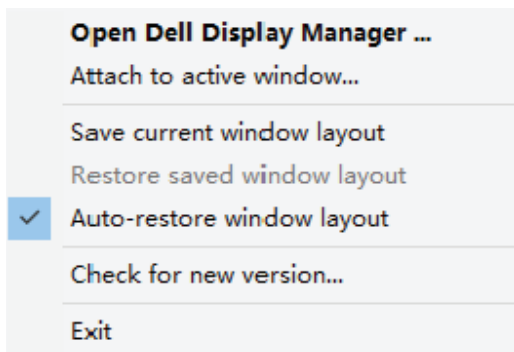 Open Dell Display Manager ...
Attach to active window...
Save current window layout
Restore saved window layout
Auto-restore window layout
Check for new version...
Exit